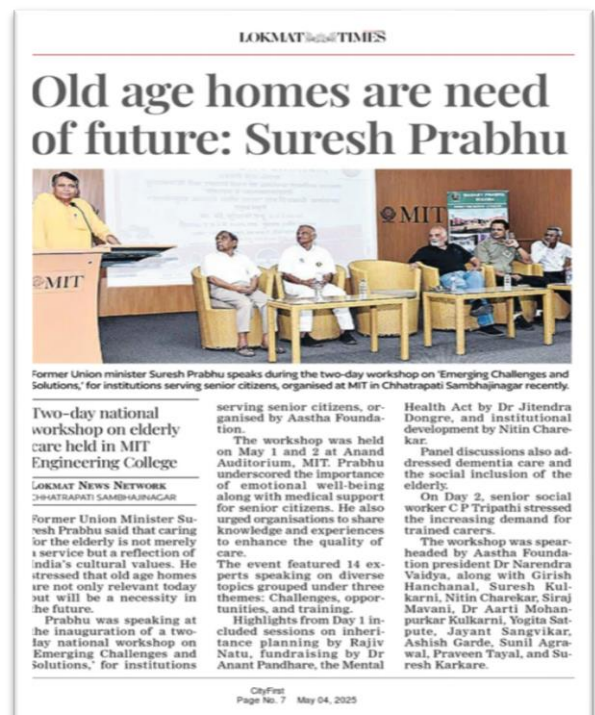 LOKMAT TIMES
Old age homes are need
of future: Suresh Prabhu
MIT
MIT
Former Union minister Suresh Prabhu speaks during the two-day workshop on 'Emerging Challenges and
Solutions,' for institutions serving senior citizens, organised at MIT in Chhatrapati Sambhajinagar recently.
Two-day national
workshop on elderly
care held in MIT
Engineering College
LOKMAT NEWS NETWORK
CHHATRAPATI SAMBHAJINAGAR
Former Union Minister Su-
resh Prabhu said that caring
for the elderly is not merely
a service but a reflection of
India's cultural values. He
stressed that old age homes
are not only relevant today
but will be a necessity in
the future.
Prabhu was speaking at
the inauguration of a two-
day national workshop on
'Emerging Challenges and
Solutions,' for institutions
serving senior citizens, or-
ganised by Aastha Founda-
tion.
The workshop was held
on May 1 and 2 at Anand
Auditorium, MIT. Prabhu
underscored the importance
of emotional well-being
along with medical support
for senior citizens. He also
urged organisations to share
knowledge and experiences
to enhance the quality of
care.
The event featured 14 ex-
perts speaking on diverse
topics grouped under three
themes: Challenges, oppor-
tunities, and training.
Highlights from Day 1 in-
cluded sessions on inheri-
tance planning by Rajiv
Natu, fundraising by Dr
Anant Pandhare, the Mental
Health Act by Dr Jitendra
Dongre, and institutional
development by Nitin Chare-
kar.
Panel discussions also ad-
dressed dementia care and
the social inclusion of the
elderly.
On Day 2, senior social
worker C P Tripathi stressed
the increasing demand for
trained carers.
The workshop was spear-
headed by Aastha Founda-
tion president Dr Narendra
Vaidya, along with Girish
Hanchanal, Suresh Kul-
karni, Nitin Charekar, Siraj
Mavani, Dr Aarti Mohan-
purkar Kulkarni, Yogita Sat-
pute, Jayant Sangvikar,
Ashish Garde, Sunil Agra-
wal, Praveen Tayal, and Su-
resh Karkare.
CityFirst
Page No. 7 May 04, 2025